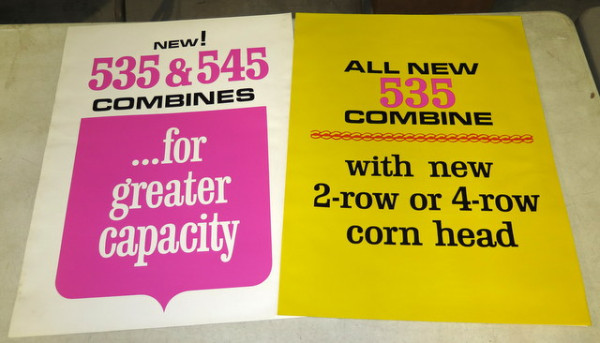 NEW!
535 & 545
COMBINES
...for
greater
capacity
ALL NEW
535
COMBINE
with new
2-row or 4-row
corn head